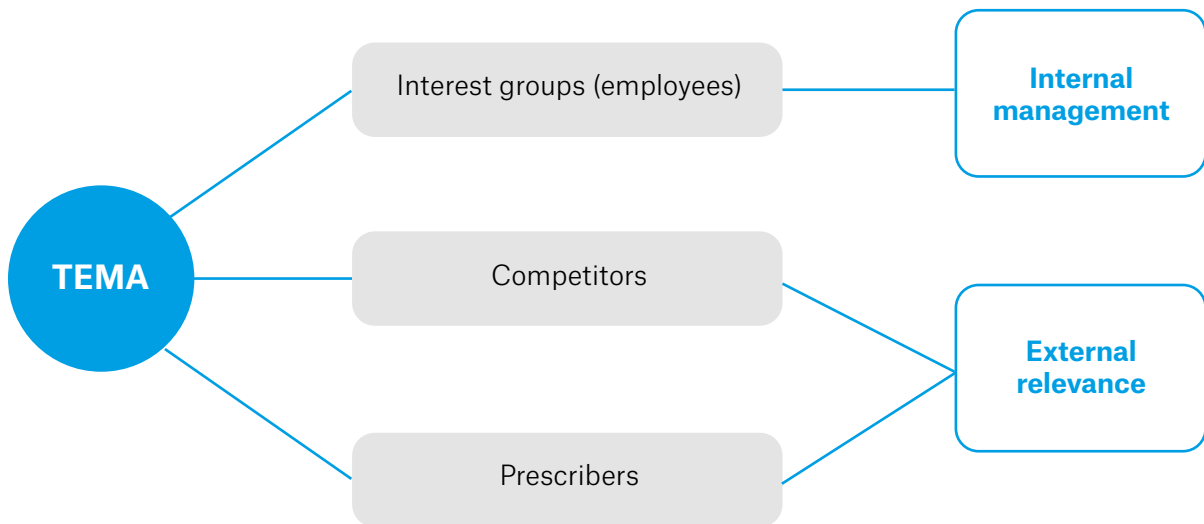 Interest groups (employees)
Internal
management
TEMA
Competitors
External
relevance
Prescribers